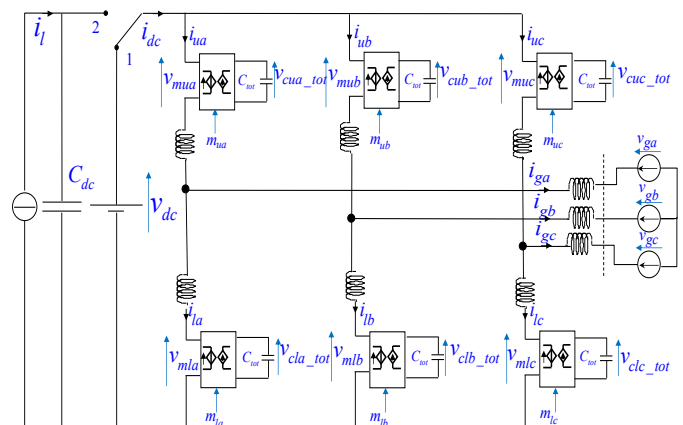 i_l
2
i_dc
i_ua
i_ub
i_uc
1
v_mua
C_tot
v_cua_tot
v_mub
C_tot
v_cub_tot
v_muc
C_tot
v_cuc_tot
m_ua
m_ub
m_uc
v_ga
C_dc
i_ga
v_gb
v_dc
i_gb
v_gc
i_gc
i_la
i_lb
i_lc
v_mla
C_tot
v_cla_tot
v_mlb
C_tot
v_clb_tot
v_mlc
C_tot
v_clc_tot
m_la
m_lb
m_lc